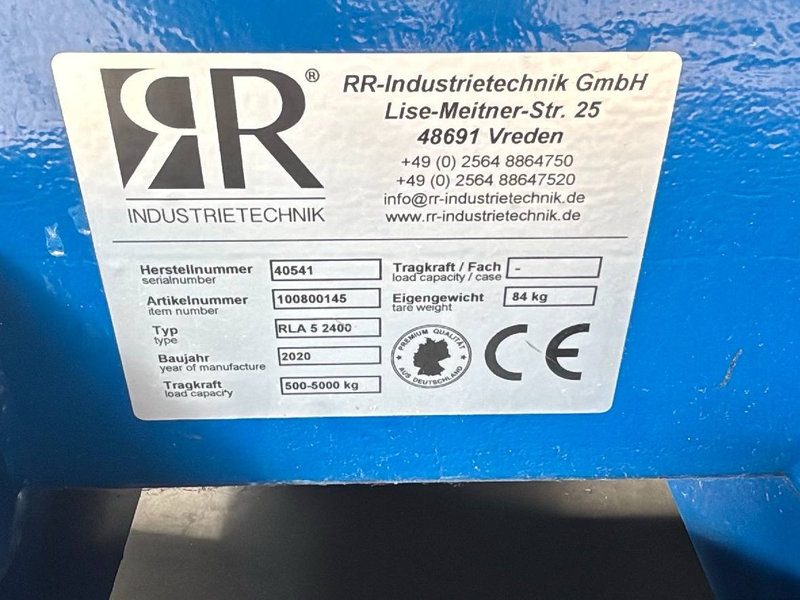 RR®
INDUSTRIETECHNIK
RR-Industrietechnik GmbH
Lise-Meitner-Str. 25
48691 Vreden
+49 (0) 2564 8864750
+49 (0) 2564 88647520
info@rr-industrietechnik.de
www.rr-industrietechnik.de
Herstellnummer 40541
serialnumber
Artikelnummer 100800145
item number
Typ RLA 5 2400
type
Baujahr 2020
year of manufacture
Tragkraft 500-5000 kg
load capacity
Tragkraft / Fach -
load capacity / case
Eigengewicht 84 kg
tare weight
PREMIUM QUALITÄT
AUS DEUTSCHLAND
CE